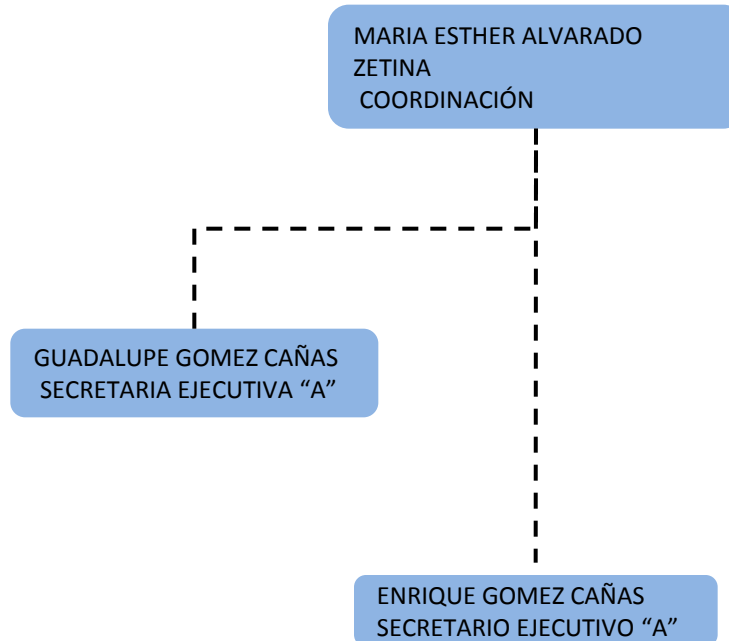 MARIA ESTHER ALVARADO
ZETINA
COORDINACIÓN
GUADALUPE GOMEZ CAÑAS
SECRETARIA EJECUTIVA “A”
ENRIQUE GOMEZ CAÑAS
SECRETARIO EJECUTIVO “A”